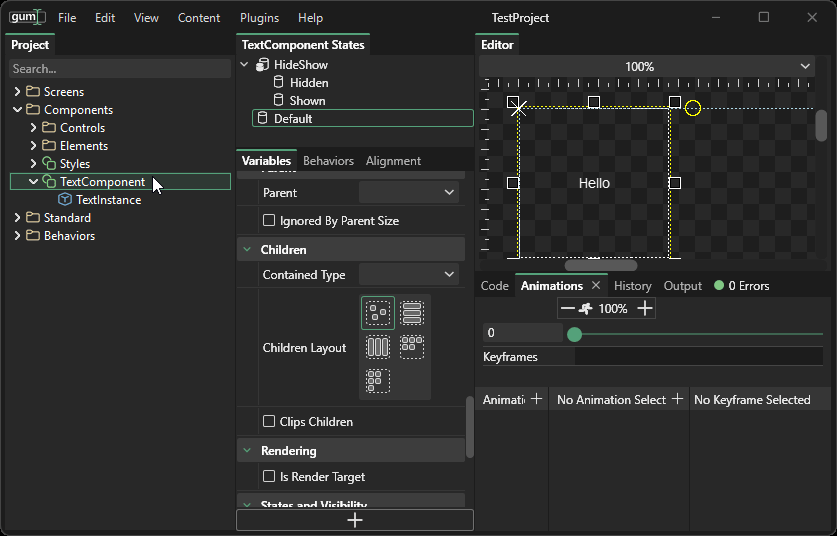 gum File Edit View Content Plugins Help TestProject
Project
Search...
Screens
Components
Controls
Elements
Styles
TextComponent
TextInstance
Standard
Behaviors
TextComponent States
HideShow
Hidden
Shown
Default
Variables Behaviors Alignment
Parent
Parent
Ignored By Parent Size
Children
Contained Type
Children Layout
Clips Children
Rendering
Is Render Target
States and Visibility
Editor
100%
Hello
Code Animations History Output 0 Errors
100%
0
Keyframes
Animati No Animation Select No Keyframe Selected